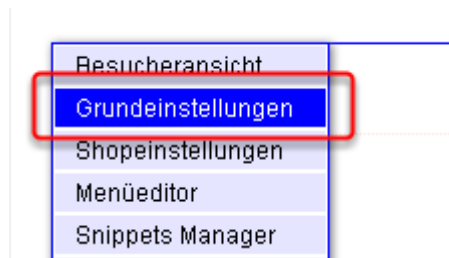 Besucheransicht
Grundeinstellungen
Shopeinstellungen
Menüeditor
Snippets Manager